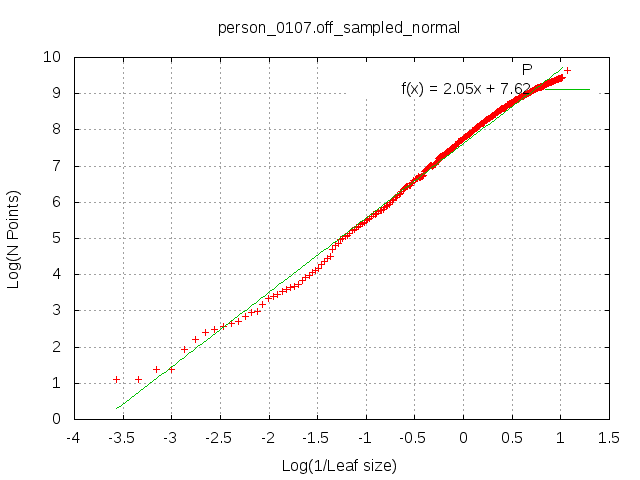 person_0107.off_sampled_normal
10
9
8
7
6
5
4
3
2
1
0
P
f(x) = 2.05x + 7.62
Log(N Points)
-4 -3.5 -3 -2.5 -2 -1.5 -1 -0.5 0 0.5 1 1.5
Log(1/Leaf size)